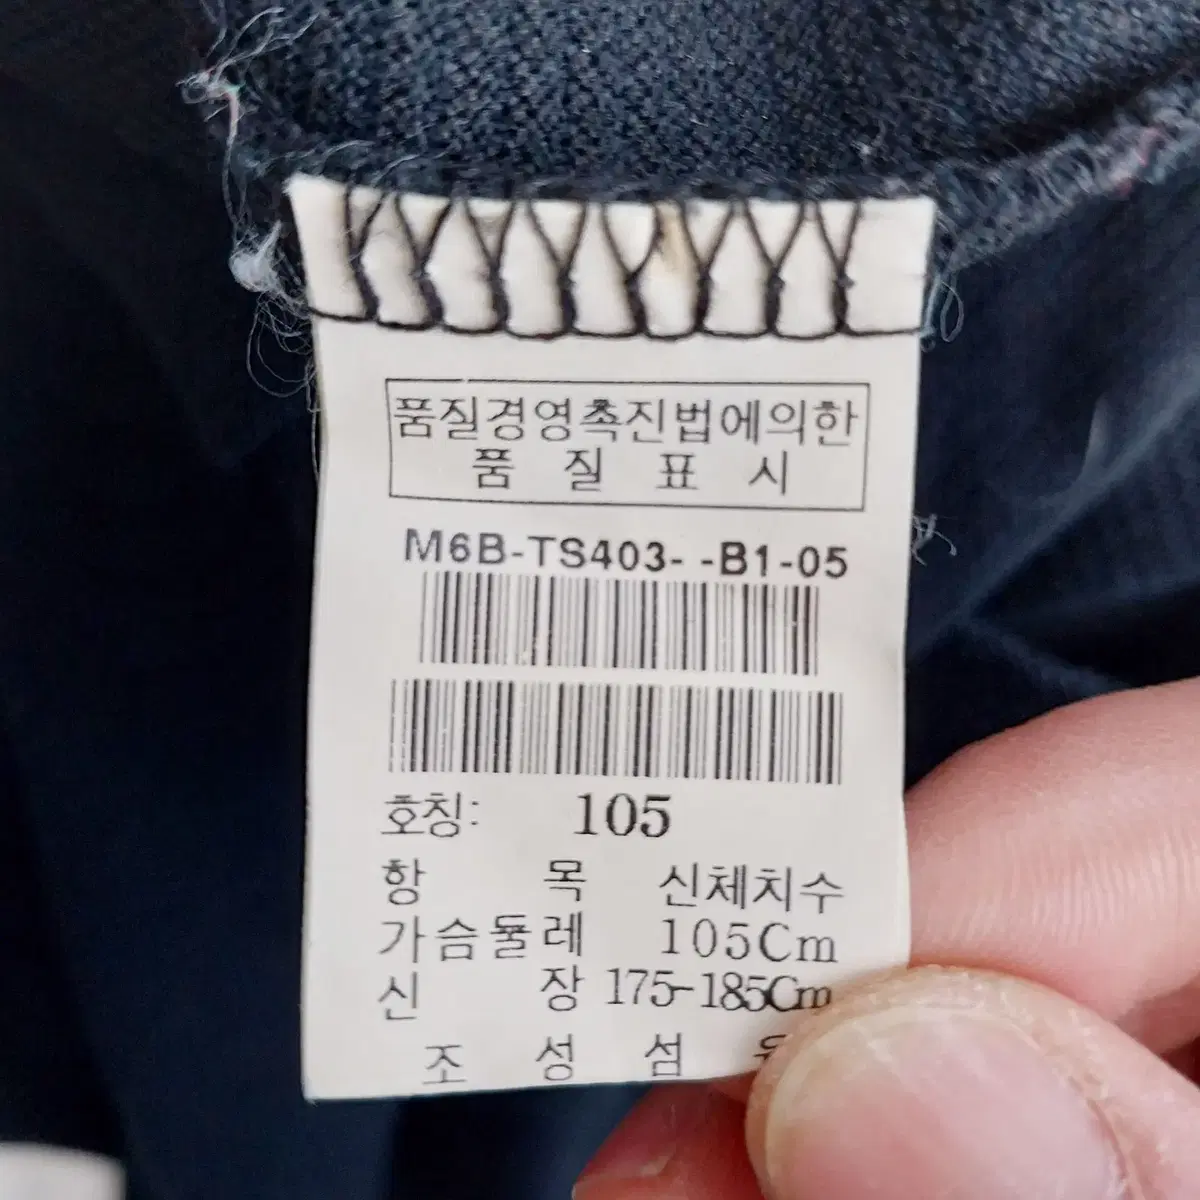 품질경영촉진법에의한
품 질 표 시
M6B-TS403- -B1-05
호칭: 105
항 목 신체치수
가슴둘레 105Cm
신 장 175-185Cm
조 성 섬